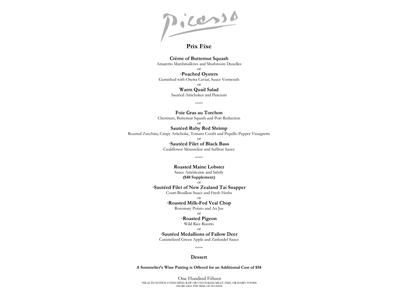 Picasso
Prix Fixe
Crème of Butternut Squash
Amaretto Marshmallows and Mushroom Duxelles
or
*Poached Oysters
Garnished with Osetra Caviar, Sauce Vermouth
or
Warm Quail Salad
Sautéed Artichokes and Pinenuts
Foie Gras au Torchon
Chestnuts, Butternut Squash and Port Reduction
or
Sautéed Ruby Red Shrimp
Roasted Zucchini, Crispy Artichoke, Tomato Confit and Pequillo Pepper Vinaigrette
or
*Sautéed Filet of Black Bass
Cauliflower Mousseline and Saffron Sauce
Roasted Maine Lobster
Sauce Américaine and Salsify
($40 Supplement)
or
*Sautéed Filet of New Zealand Tai Snapper
Court-Bouillon Sauce and Fresh Herbs
or
*Roasted Milk-Fed Veal Chop
Rosemary Potato and Au Jus
or
*Roasted Pigeon
Wild Rice Risotto
or
*Sautéed Medallions of Fallow Deer
Caramelized Green Apple and Zinfandel Sauce
Dessert
A Sommelier's Wine Pairing is Offered for an Additional Cost of $58
One Hundred Fifteen